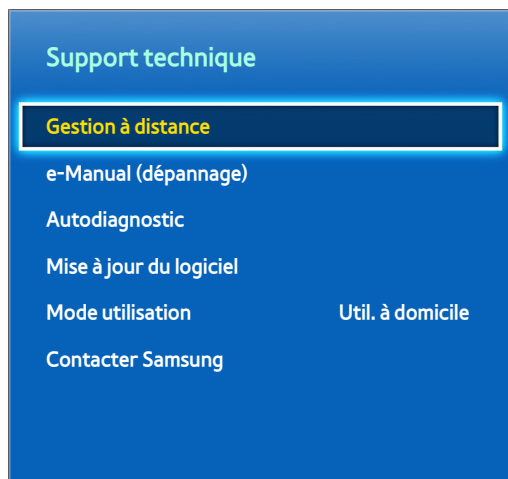 Support technique
Gestion à distance
e-Manual (dépannage)
Autodiagnostic
Mise à jour du logiciel
Mode utilisation Util. à domicile
Contacter Samsung